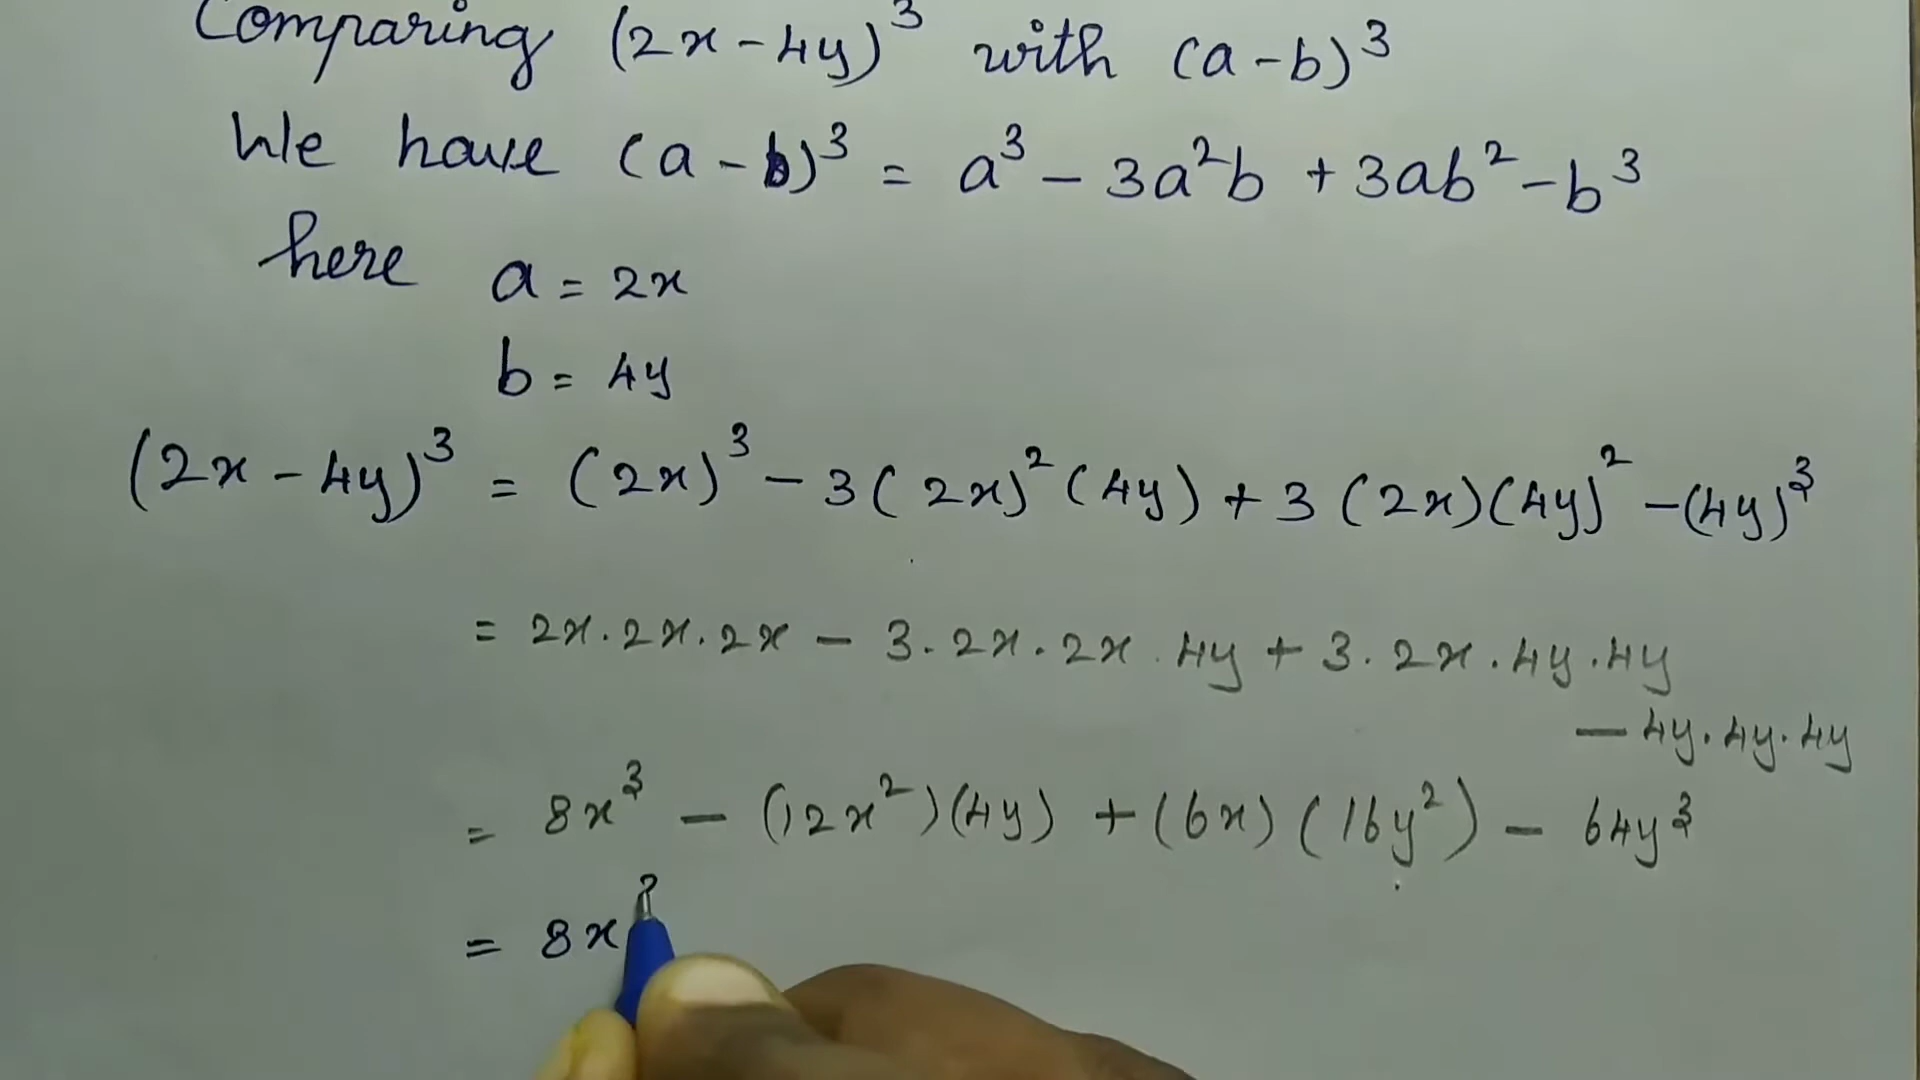 Comparing (2x-4y)³ with (a-b)³
We have (a-b)³ = a³ - 3a²b + 3ab² - b³
here a = 2x
b = 4y
(2x-4y)³ = (2x)³ - 3(2x)²(4y) + 3(2x)(4y)² - (4y)³
= 2x.2x.2x - 3.2x.2x.4y + 3.2x.4y.4y
- 4y.4y.4y
= 8x³ - (12x²)(4y) + (6x)(16y²) - 64y³
= 8x